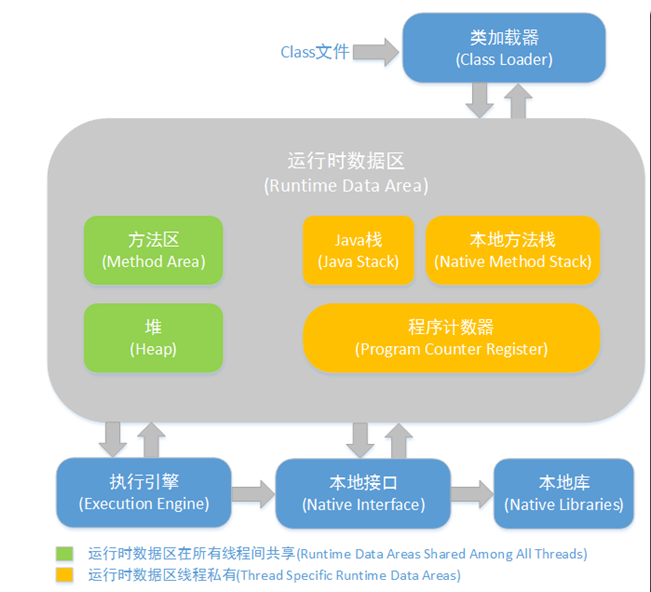 类加载器
Class文件
(Class Loader)
运行时数据区
(Runtime Data Area)
方法区
(Method Area)
Java栈
(Java Stack)
本地方法栈
(Native Method Stack)
堆
(Heap)
程序计数器
(Program Counter Register)
执行引擎
(Execution Engine)
本地接口
(Native Interface)
本地库
(Native Libraries)
运行时数据区在所有线程间共享(Runtime Data Areas Shared Among All Threads)
运行时数据区线程私有(Thread Specific Runtime Data Areas)